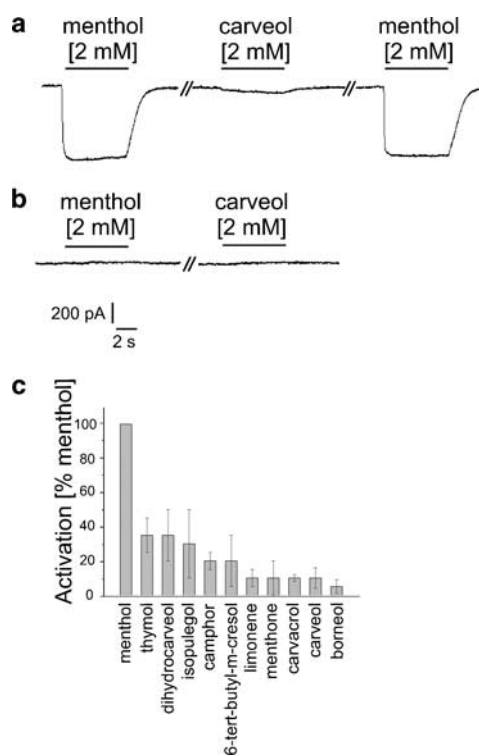 a
menthol carveol menthol
[2 mM] [2 mM] [2 mM]
b
menthol carveol
[2 mM] [2 mM]
200 pA
2 s
c
Activation [% menthol]
100
80
60
40
20
0
menthol
thymol
dihydrocarveol
isopulegol
camphor
6-tert-butyl-m-cresol
limonene
menthone
carvacrol
carveol
borneol